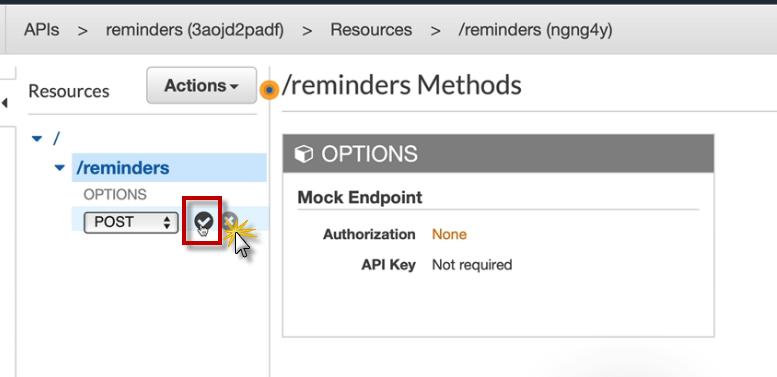 APIs > reminders (3aojd2padf) > Resources > /reminders (ngng4y)
Resources
Actions
/reminders Methods
/
/reminders
OPTIONS
POST
OPTIONS
Mock Endpoint
Authorization None
API Key Not required